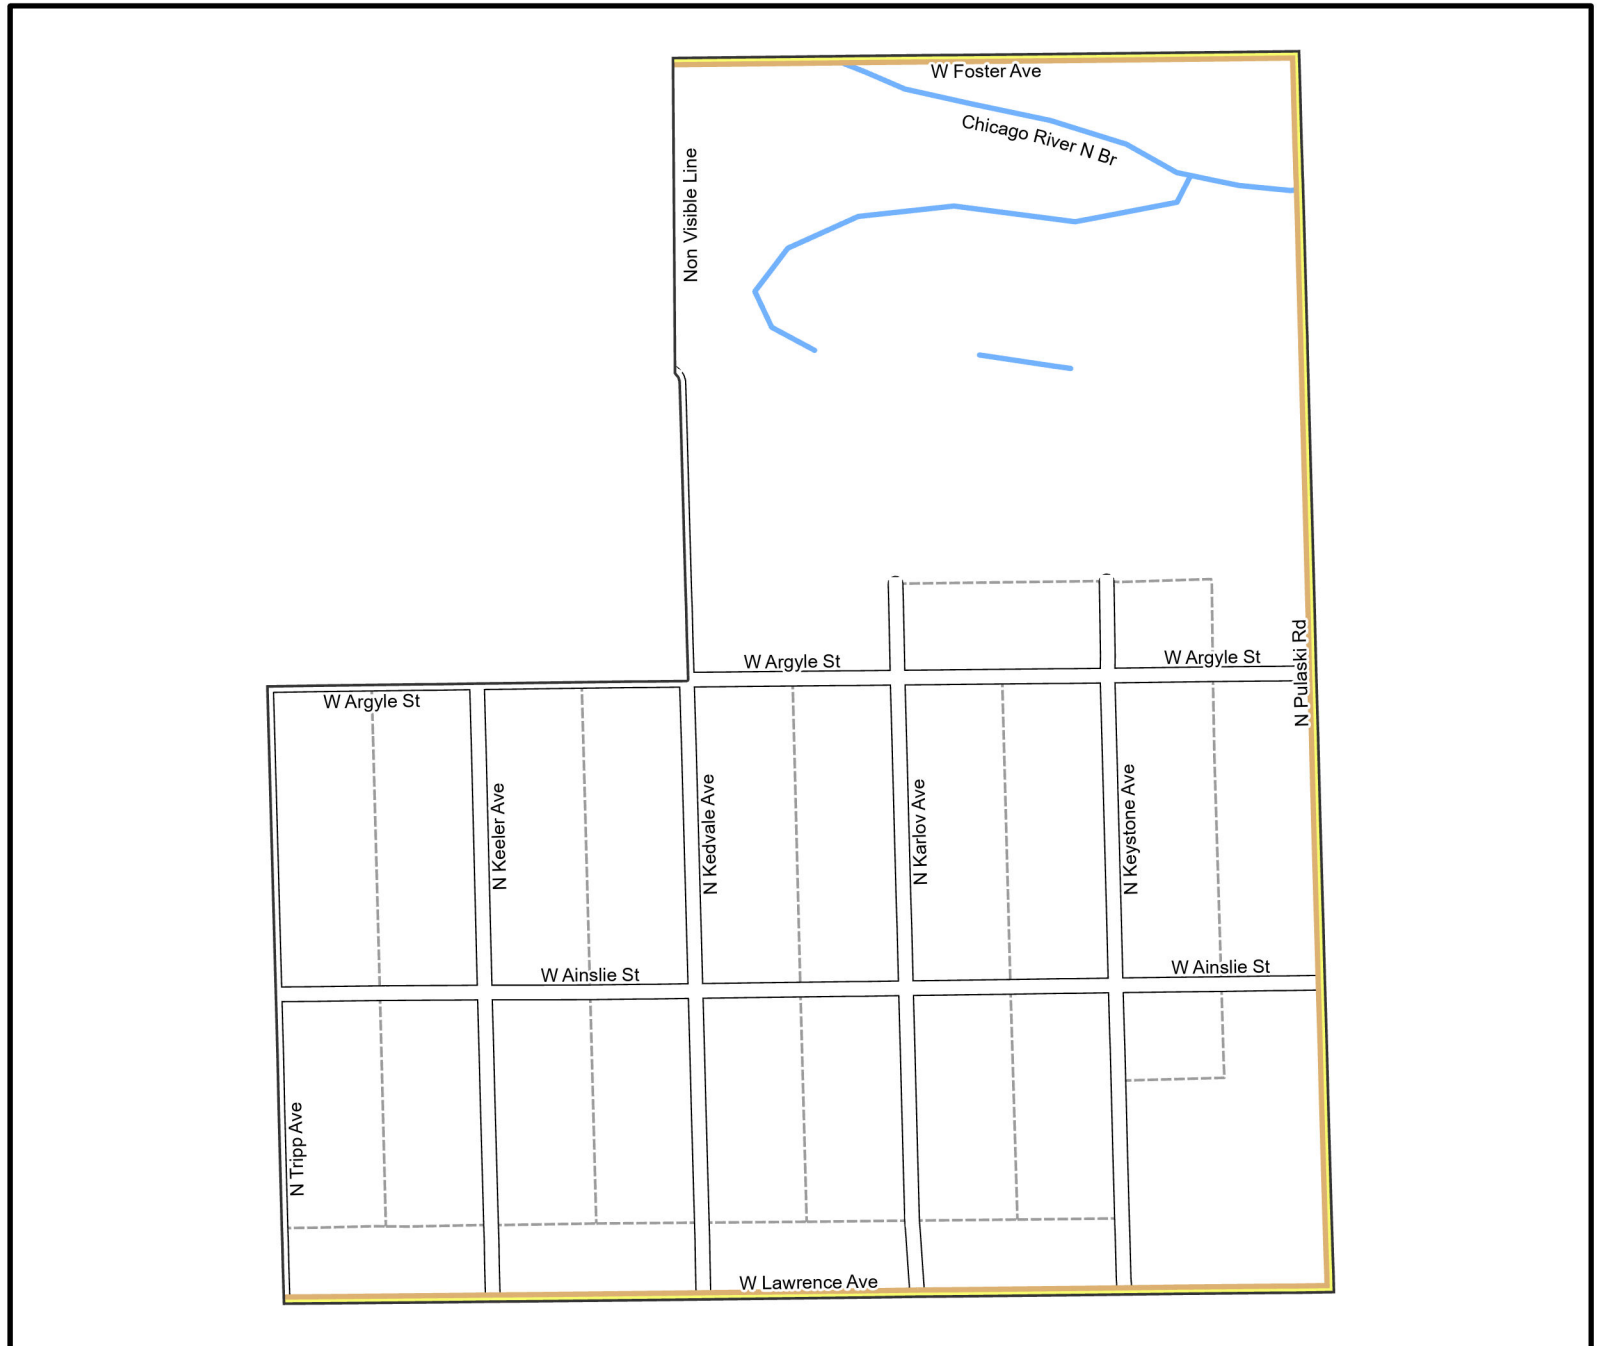 W Foster Ave
Chicago River N Br
Non Visible Line
W Argyle St
W Argyle St
N Pulaski Rd
W Argyle St
N Keeler Ave
N Kedvale Ave
N Karlov Ave
N Keystone Ave
W Ainslie St
W Ainslie St
N Tripp Ave
W Lawrence Ave